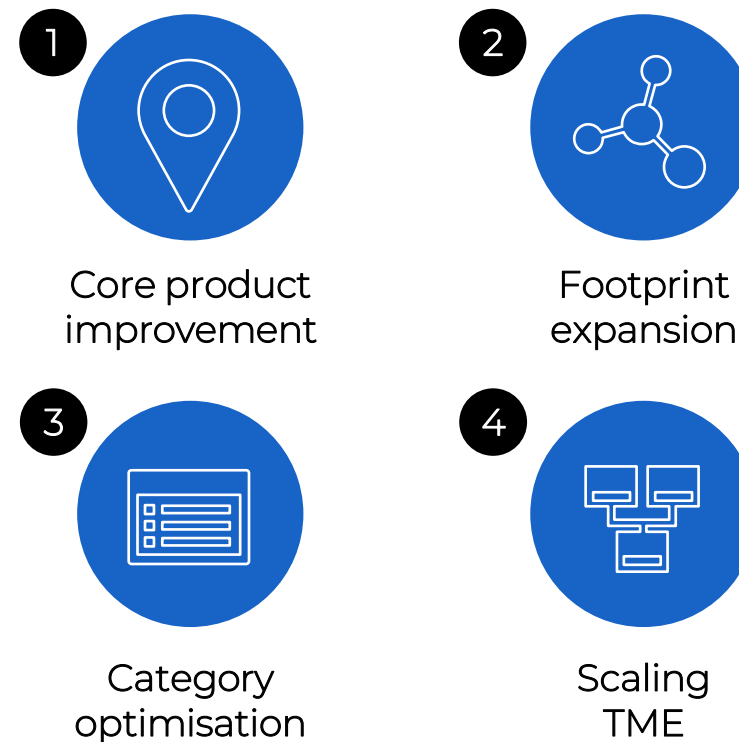 1
2
Core product
improvement
Footprint
expansion
3
4
Category
optimisation
Scaling
TME